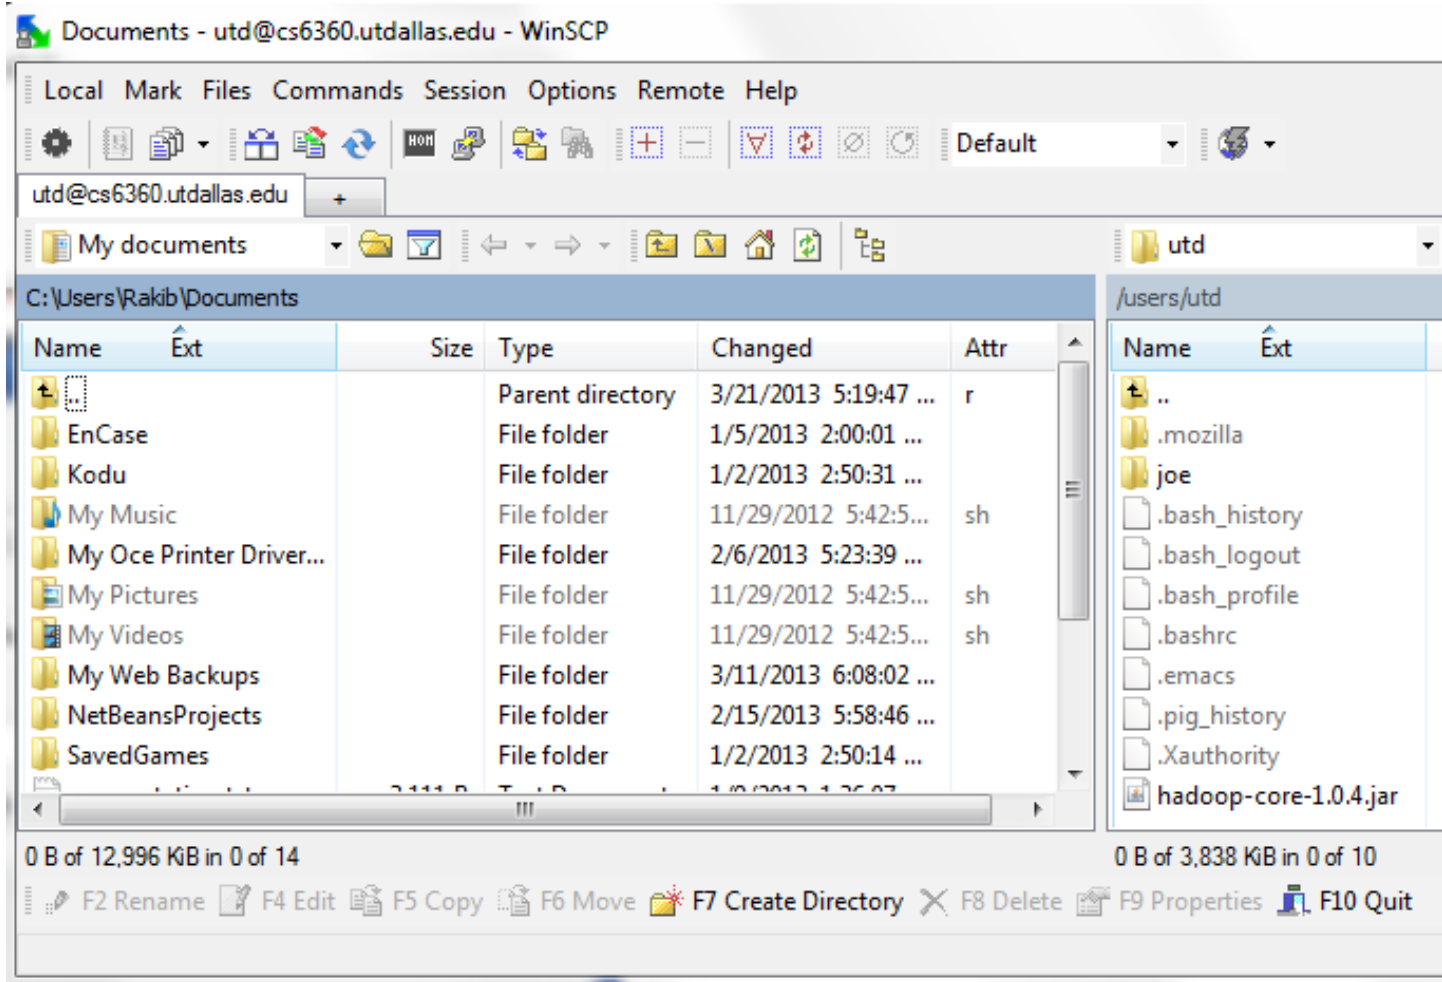 Documents - utd@cs6360.utdallas.edu - WinSCP
Local Mark Files Commands Session Options Remote Help
Default
utd@cs6360.utdallas.edu +
My documents utd
C:\Users\Rakib\Documents /users/utd
Name Ext Size Type Changed Attr Name Ext
.. Parent directory 3/21/2013 5:19:47 ... r ..
EnCase File folder 1/5/2013 2:00:01 ... .mozilla
Kodu File folder 1/2/2013 2:50:31 ... joe
My Music File folder 11/29/2012 5:42:5... sh .bash_history
My Oce Printer Driver... File folder 2/6/2013 5:23:39 ... .bash_logout
My Pictures File folder 11/29/2012 5:42:5... sh .bash_profile
My Videos File folder 11/29/2012 5:42:5... sh .bashrc
My Web Backups File folder 3/11/2013 6:08:02 ... .emacs
NetBeansProjects File folder 2/15/2013 5:58:46 ... .pig_history
SavedGames File folder 1/2/2013 2:50:14 ... .Xauthority
hadoop-core-1.0.4.jar
0 B of 12,996 KiB in 0 of 14 0 B of 3,838 KiB in 0 of 10
F2 Rename F4 Edit F5 Copy F6 Move F7 Create Directory F8 Delete F9 Properties F10 Quit